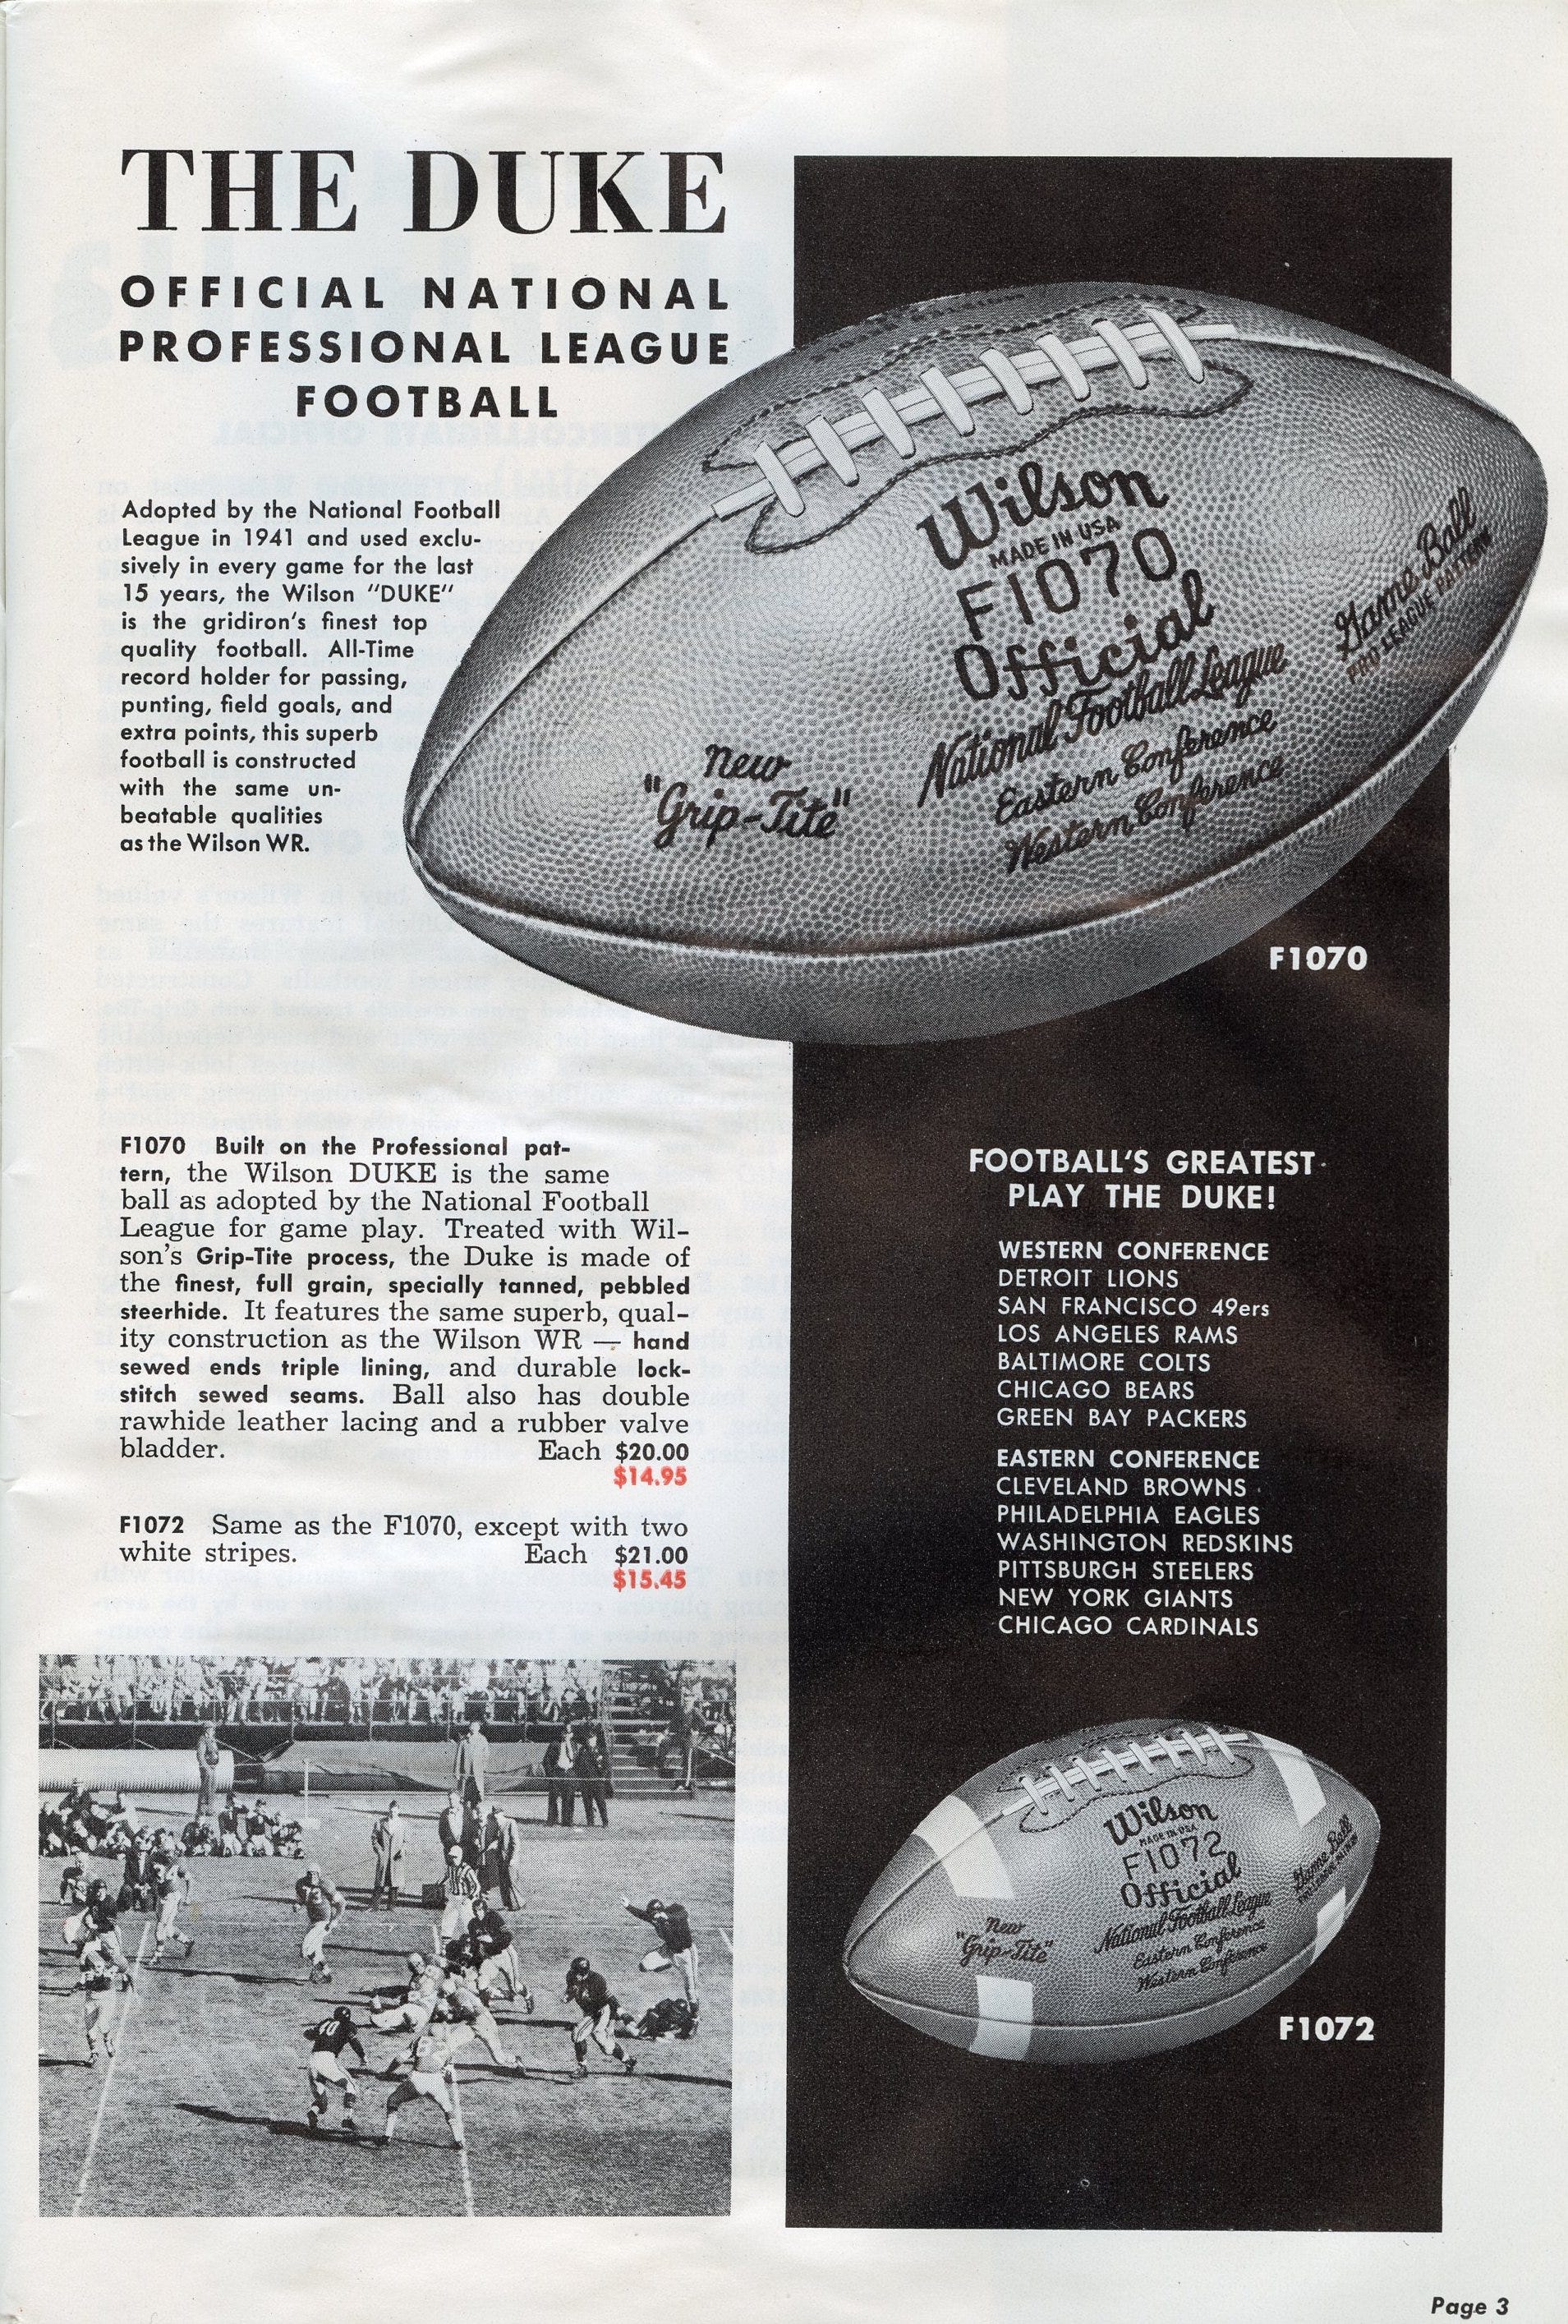 THE DUKE
OFFICIAL NATIONAL
PROFESSIONAL LEAGUE
FOOTBALL
Adopted by the National Football
League in 1941 and used exclu-
sively in every game for the last
15 years, the Wilson "DUKE"
is the gridiron's finest top
quality football. All-Time
record holder for passing,
punting, field goals, and
extra points, this superb
football is constructed
with the same un-
beatable qualities
as the Wilson WR.
Wilson
MADE IN USA
F1070
Official
National Football League
Eastern Conference
Western Conference
New
"Grip-Tite"
Game Ball
PRO LEAGUE PATTERN
F1070
F1070 Built on the Professional pat-
tern, the Wilson DUKE is the same
ball as adopted by the National Football
League for game play. Treated with Wil-
son's Grip-Tite process, the Duke is made of
the finest, full grain, specially tanned, pebbled
steerhide. It features the same superb, qual-
ity construction as the Wilson WR — hand
sewed ends triple lining, and durable lock-
stitch sewed seams. Ball also has double
rawhide leather lacing and a rubber valve
bladder. Each $20.00
$14.95
F1072 Same as the F1070, except with two
white stripes. Each $21.00
$15.45
FOOTBALL'S GREATEST
PLAY THE DUKE!
WESTERN CONFERENCE
DETROIT LIONS
SAN FRANCISCO 49ers
LOS ANGELES RAMS
BALTIMORE COLTS
CHICAGO BEARS
GREEN BAY PACKERS
EASTERN CONFERENCE
CLEVELAND BROWNS
PHILADELPHIA EAGLES
WASHINGTON REDSKINS
PITTSBURGH STEELERS
NEW YORK GIANTS
CHICAGO CARDINALS
Wilson
MADE IN USA
F1072
Official
National Football League
Eastern Conference
Western Conference
New
"Grip-Tite"
Game Ball
PRO LEAGUE PATTERN
F1072
73
40
Page 3